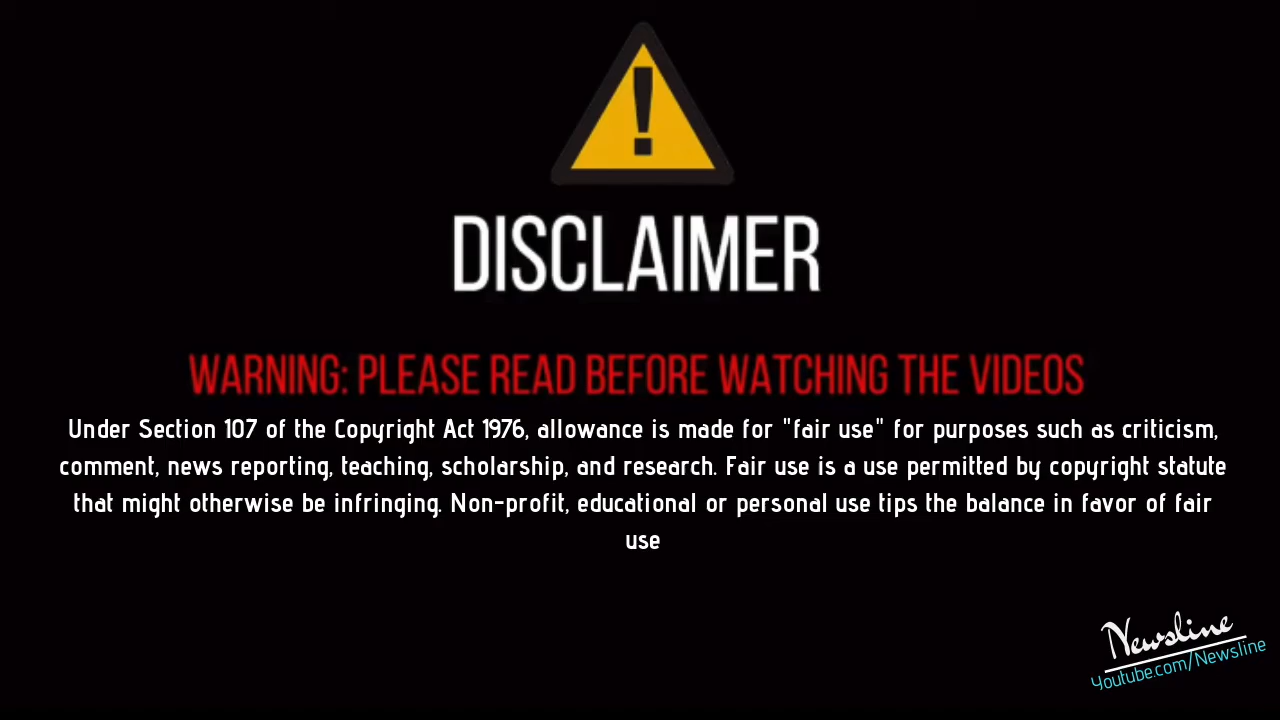 DISCLAIMER
WARNING: PLEASE READ BEFORE WATCHING THE VIDEOS
Under Section 107 of the Copyright Act 1976, allowance is made for "fair use" for purposes such as criticism,
comment, news reporting, teaching, scholarship, and research. Fair use is a use permitted by copyright statute
that might otherwise be infringing. Non-profit, educational or personal use tips the balance in favor of fair
use
Newsline
Youtube.com/Newsline